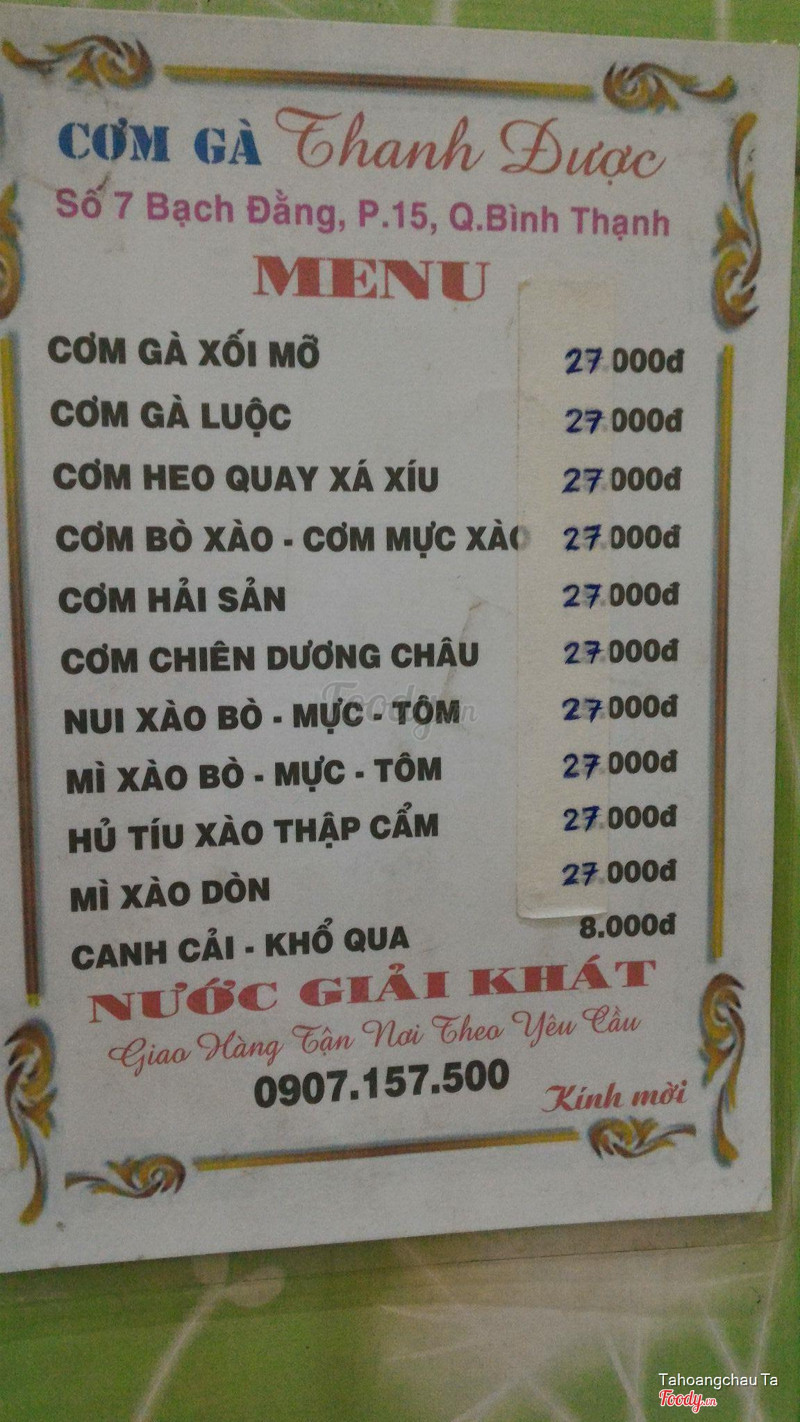 CƠM GÀ Thanh Được
Số 7 Bạch Đằng, P.15, Q.Bình Thạnh
MENU
CƠM GÀ XỐI MỠ 27.000đ
CƠM GÀ LUỘC 27.000đ
CƠM HEO QUAY XÁ XÍU 27.000đ
CƠM BÒ XÀO - CƠM MỰC XÀO 27.000đ
CƠM HẢI SẢN 27.000đ
CƠM CHIÊN DƯƠNG CHÂU 27.000đ
NUI XÀO BÒ - MỰC - TÔM 27.000đ
MÌ XÀO BÒ - MỰC - TÔM 27.000đ
HỦ TÍU XÀO THẬP CẨM 27.000đ
MÌ XÀO DÒN 27.000đ
CANH CẢI - KHỔ QUA 8.000đ
NƯỚC GIẢI KHÁT
Giao Hàng Tận Nơi Theo Yêu Cầu
0907.157.500
Kính mời
Foody.vn
Tahoangchau Ta
Foody.vn